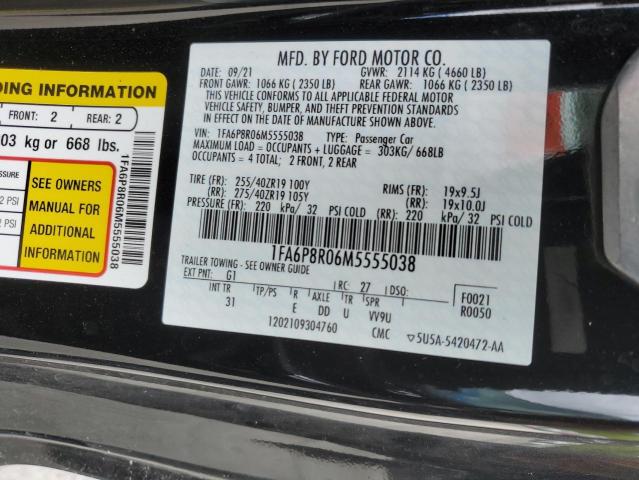 DING INFORMATION
FRONT: 2 REAR: 2
03 kg or 668 lbs.
SEE OWNERS
MANUAL FOR
ADDITIONAL
INFORMATION
1FA6P8R06M5555038
MFD. BY FORD MOTOR CO.
DATE: 09/21 GVWR: 2114 KG ( 4660 LB)
FRONT GAWR: 1066 KG ( 2350 LB) REAR GAWR: 1066 KG ( 2350 LB)
THIS VEHICLE CONFORMS TO ALL APPLICABLE FEDERAL MOTOR
VEHICLE SAFETY, BUMPER, AND THEFT PREVENTION STANDARDS
IN EFFECT ON THE DATE OF MANUFACTURE SHOWN ABOVE.
VIN: 1FA6P8R06M5555038 TYPE: Passenger Car
MAXIMUM LOAD = OCCUPANTS + LUGGAGE = 303KG/ 668LB
OCCUPANTS = 4 TOTAL; 2 FRONT, 2 REAR
TIRE (FR): 255/40ZR19 100Y RIMS (FR): 19x9.5J
(RR): 275/40ZR19 105Y (RR): 19x10.0J
PRESSURE (FR): 220 kPa/ 32 PSI COLD (RR): 220 kPa/ 32 PSI COLD
1FA6P8R06M5555038
TRAILER TOWING - SEE OWNER GUIDE
EXT PNT: G1 RC: 27 DSO: F0021
INT TR TP/PS R AXLE TR SPR R0050
31 E DD U VV9U
1202109304760 CMC ▽5U5A-5420472-AA